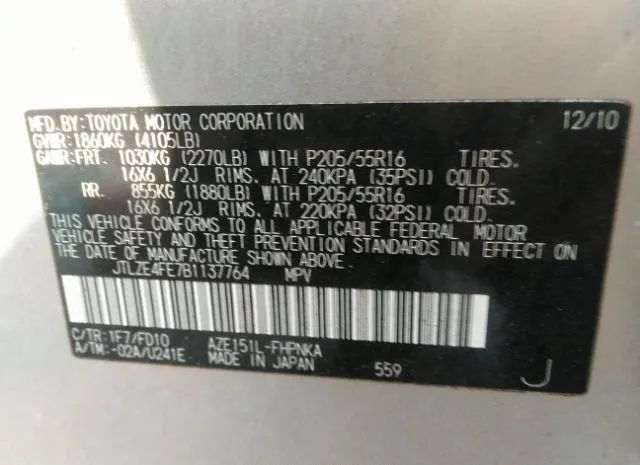 MFD.BY:TOYOTA MOTOR CORPORATION 12/10
GVWR:1860KG (4105LB)
GAWR:FRT. 1030KG (2270LB) WITH P205/55R16 TIRES.
16X6 1/2J RIMS. AT 240KPA (35PSI) COLD.
RR. 855KG (1880LB) WITH P205/55R16 TIRES.
16X6 1/2J RIMS. AT 220KPA (32PSI) COLD.
THIS VEHICLE CONFORMS TO ALL APPLICABLE FEDERAL MOTOR
VEHICLE SAFETY AND THEFT PREVENTION STANDARDS IN EFFECT ON
THE DATE OF MANUFACTURE SHOWN ABOVE.
JTLZE4FE7B1137764 MPV
C/TR:1F7/FD10 AZE151L-FHPNKA
A/TM:-02A/U241E MADE IN JAPAN 559 J